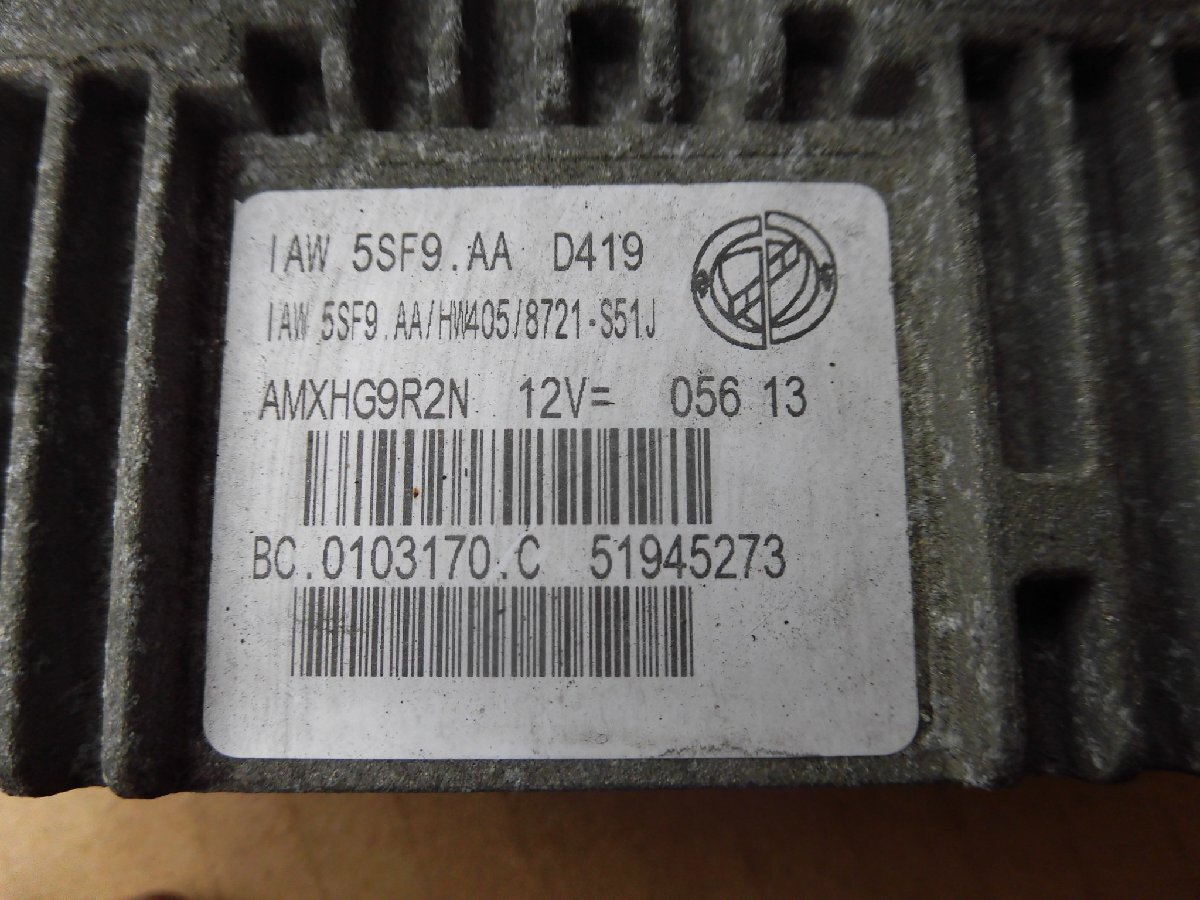 IAW 5SF9.AA D419
IAW 5SF9.AA/HW405/8721-S51J
AMXHG9R2N 12V= 056 13
BC.0103170.C 51945273